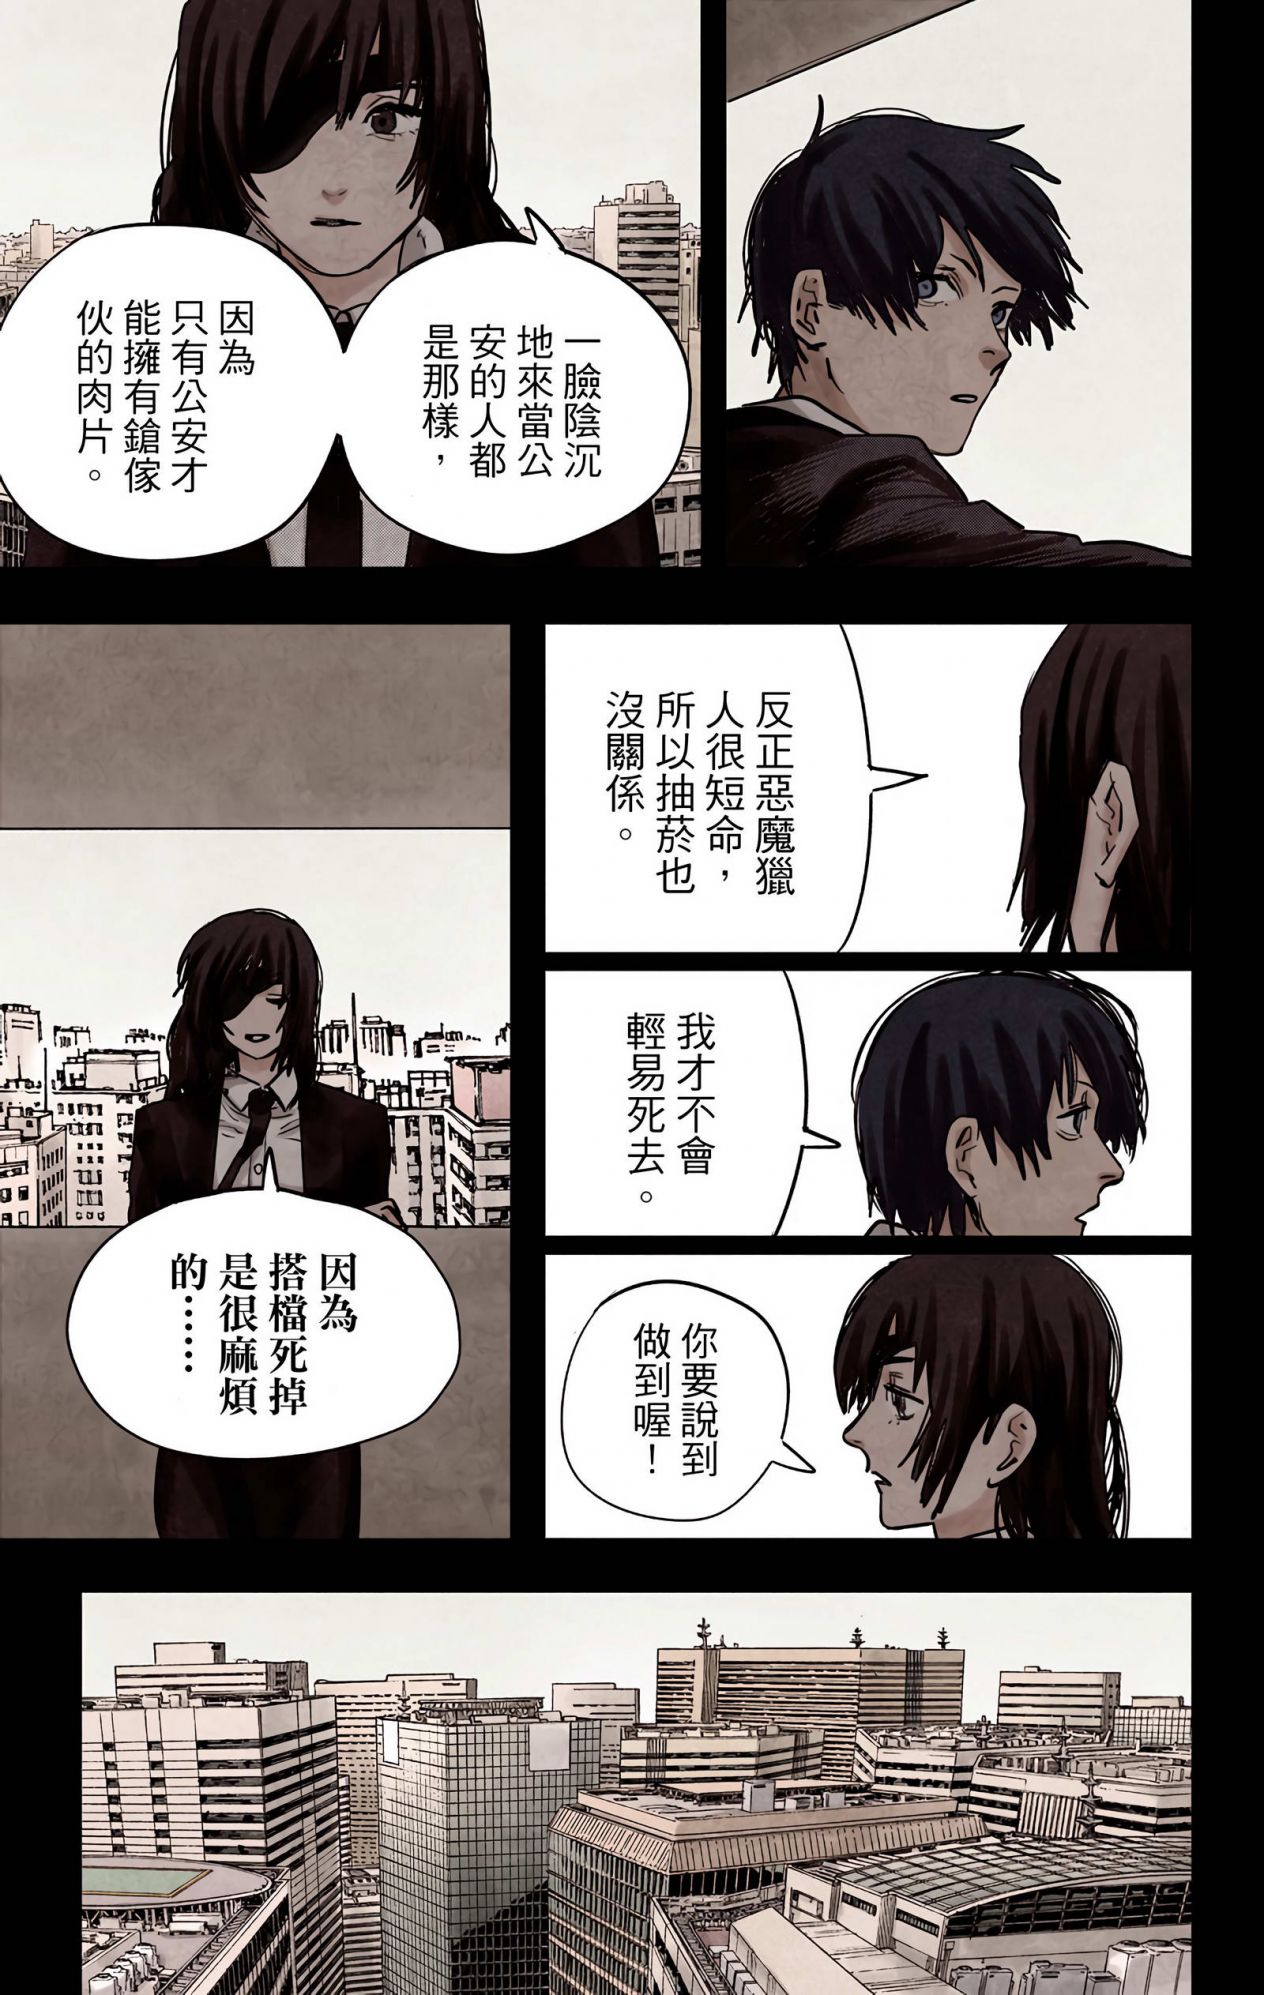 一臉陰沉
地來當公
安的人都
是那樣，
因為
只有公安才
能擁有鎗傢
伙的肉片。
反正惡魔獵
人很短命，
所以抽菸也
沒關係。
我才不會
輕易死去。
你要說到
做到喔！
因為
搭檔死掉
是很麻煩
的……